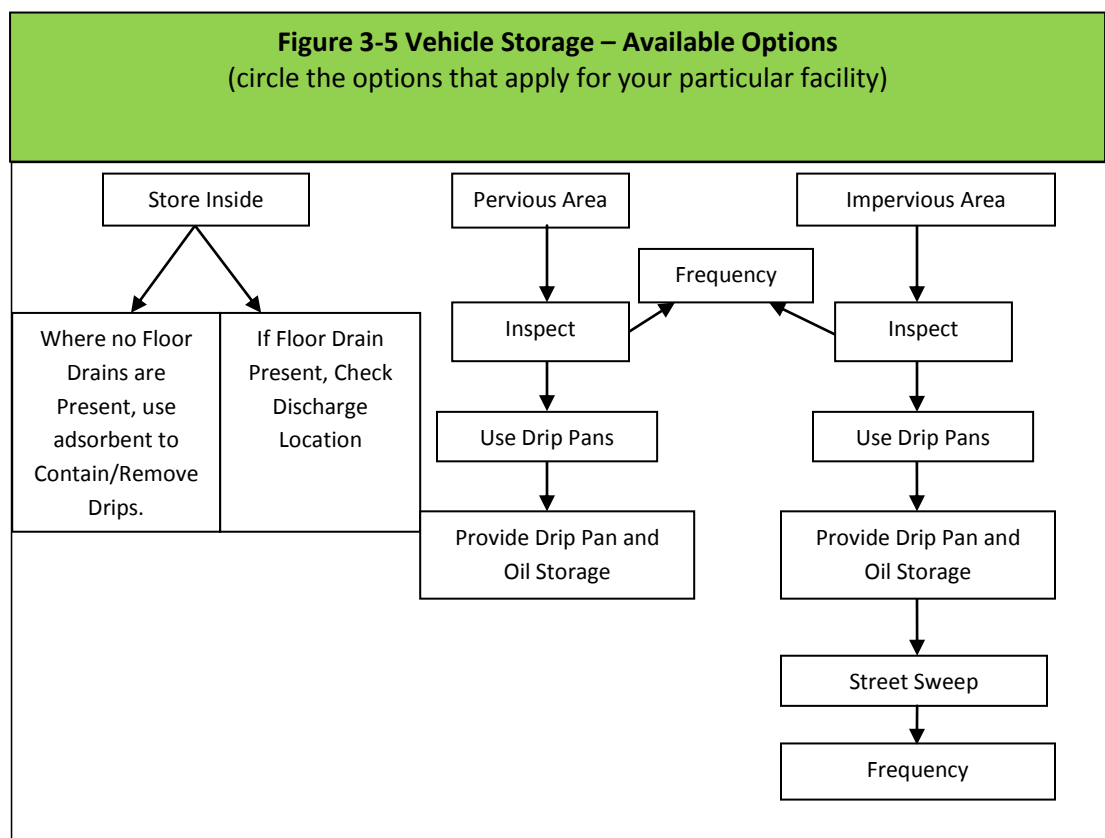 Figure 3-5 Vehicle Storage – Available Options
(circle the options that apply for your particular facility)
Store Inside
Pervious Area
Impervious Area
Frequency
Where no Floor
Drains are
Present, use
adsorbent to
Contain/Remove
Drips.
If Floor Drain
Present, Check
Discharge
Location
Inspect
Inspect
Use Drip Pans
Use Drip Pans
Provide Drip Pan and
Oil Storage
Provide Drip Pan and
Oil Storage
Street Sweep
Frequency